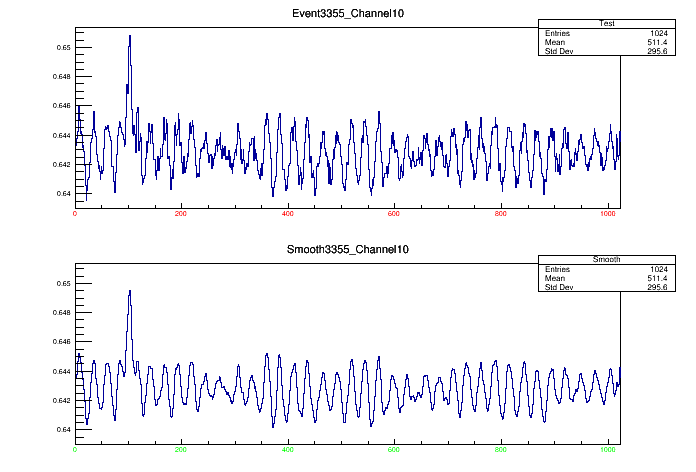 Event3355_Channel10
Test
Entries 1024
Mean 511.4
Std Dev 295.6
0.65
0.648
0.646
0.644
0.642
0.64
0 200 400 600 800 1000
Smooth3355_Channel10
Smooth
Entries 1024
Mean 511.4
Std Dev 295.6
0.65
0.648
0.646
0.644
0.642
0.64
0 200 400 600 800 1000